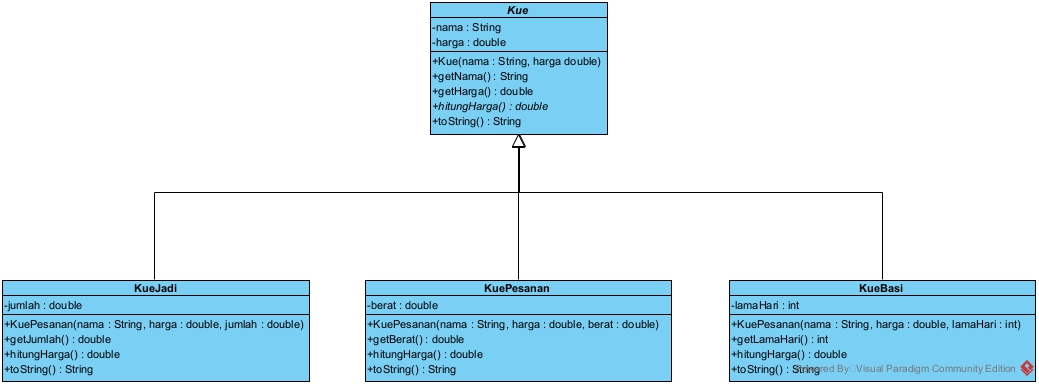 Kue
-nama : String
-harga : double
+Kue(nama : String, harga double)
+getNama() : String
+getHarga() : double
+hitungHarga() : double
+toString() : String
KueJadi
-jumlah : double
+KuePesanan(nama : String, harga : double, jumlah : double)
+getJumlah() : double
+hitungHarga() : double
+toString() : String
KuePesanan
-berat : double
+KuePesanan(nama : String, harga : double, berat : double)
+getBerat() : double
+hitungHarga() : double
+toString() : String
KueBasi
-lamaHari : int
+KuePesanan(nama : String, harga : double, lamaHari : int)
+getLamaHari() : int
+hitungHarga() : double
+toString() : String
Powered By : Visual Paradigm Community Edition